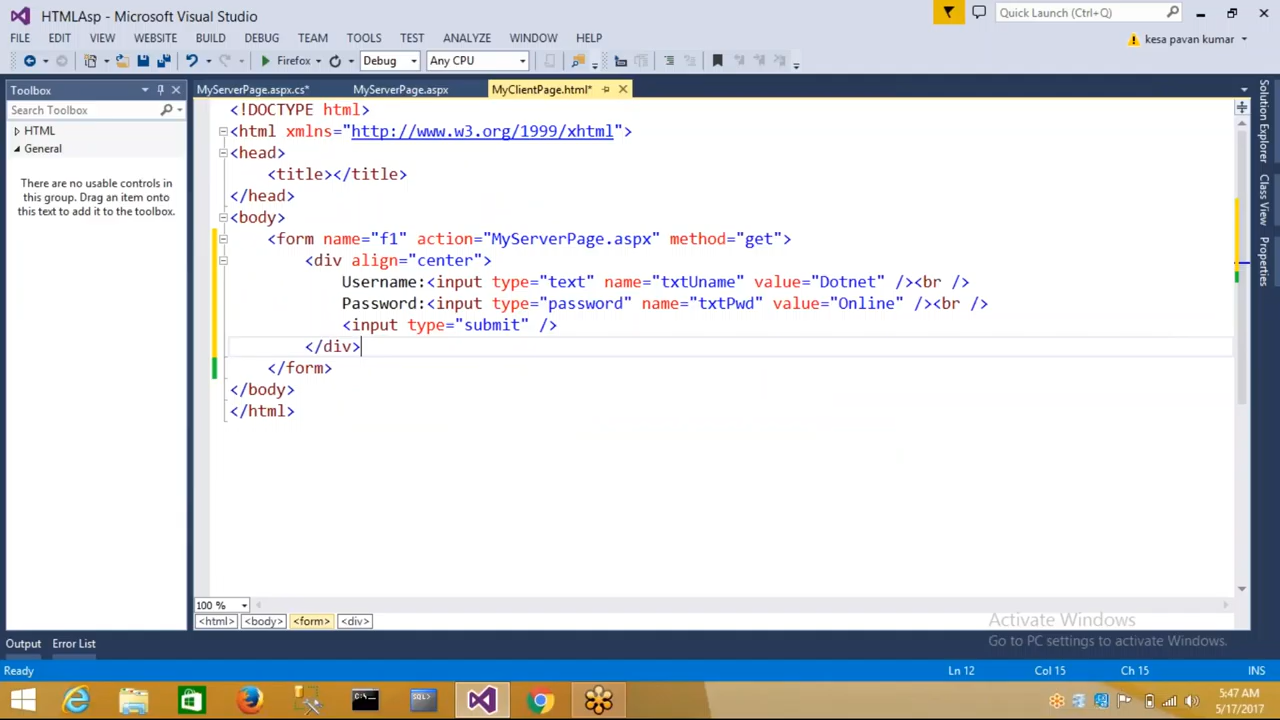 HTMLAsp - Microsoft Visual Studio
Quick Launch (Ctrl+Q)
FILE EDIT VIEW WEBSITE BUILD DEBUG TEAM TOOLS TEST ANALYZE WINDOW HELP
kesa pavan kumar
Firefox
Debug
Any CPU
Toolbox
Search Toolbox
HTML
General
There are no usable controls in
this group. Drag an item onto
this text to add it to the toolbox.
MyServerPage.aspx.cs*
MyServerPage.aspx
MyClientPage.html*
<!DOCTYPE html>
<html xmlns="http://www.w3.org/1999/xhtml">
<head>
<title></title>
</head>
<body>
<form name="f1" action="MyServerPage.aspx" method="get">
<div align="center">
Username:<input type="text" name="txtUname" value="Dotnet" /><br />
Password:<input type="password" name="txtPwd" value="Online" /><br />
<input type="submit" />
</div>
</form>
</body>
</html>
Solution Explorer
Class View
Properties
100 %
<html> <body> <form> <div>
Activate Windows
Go to PC settings to activate Windows.
Output Error List
Ready
Ln 12
Col 15
Ch 15
INS
5:47 AM
5/17/2017